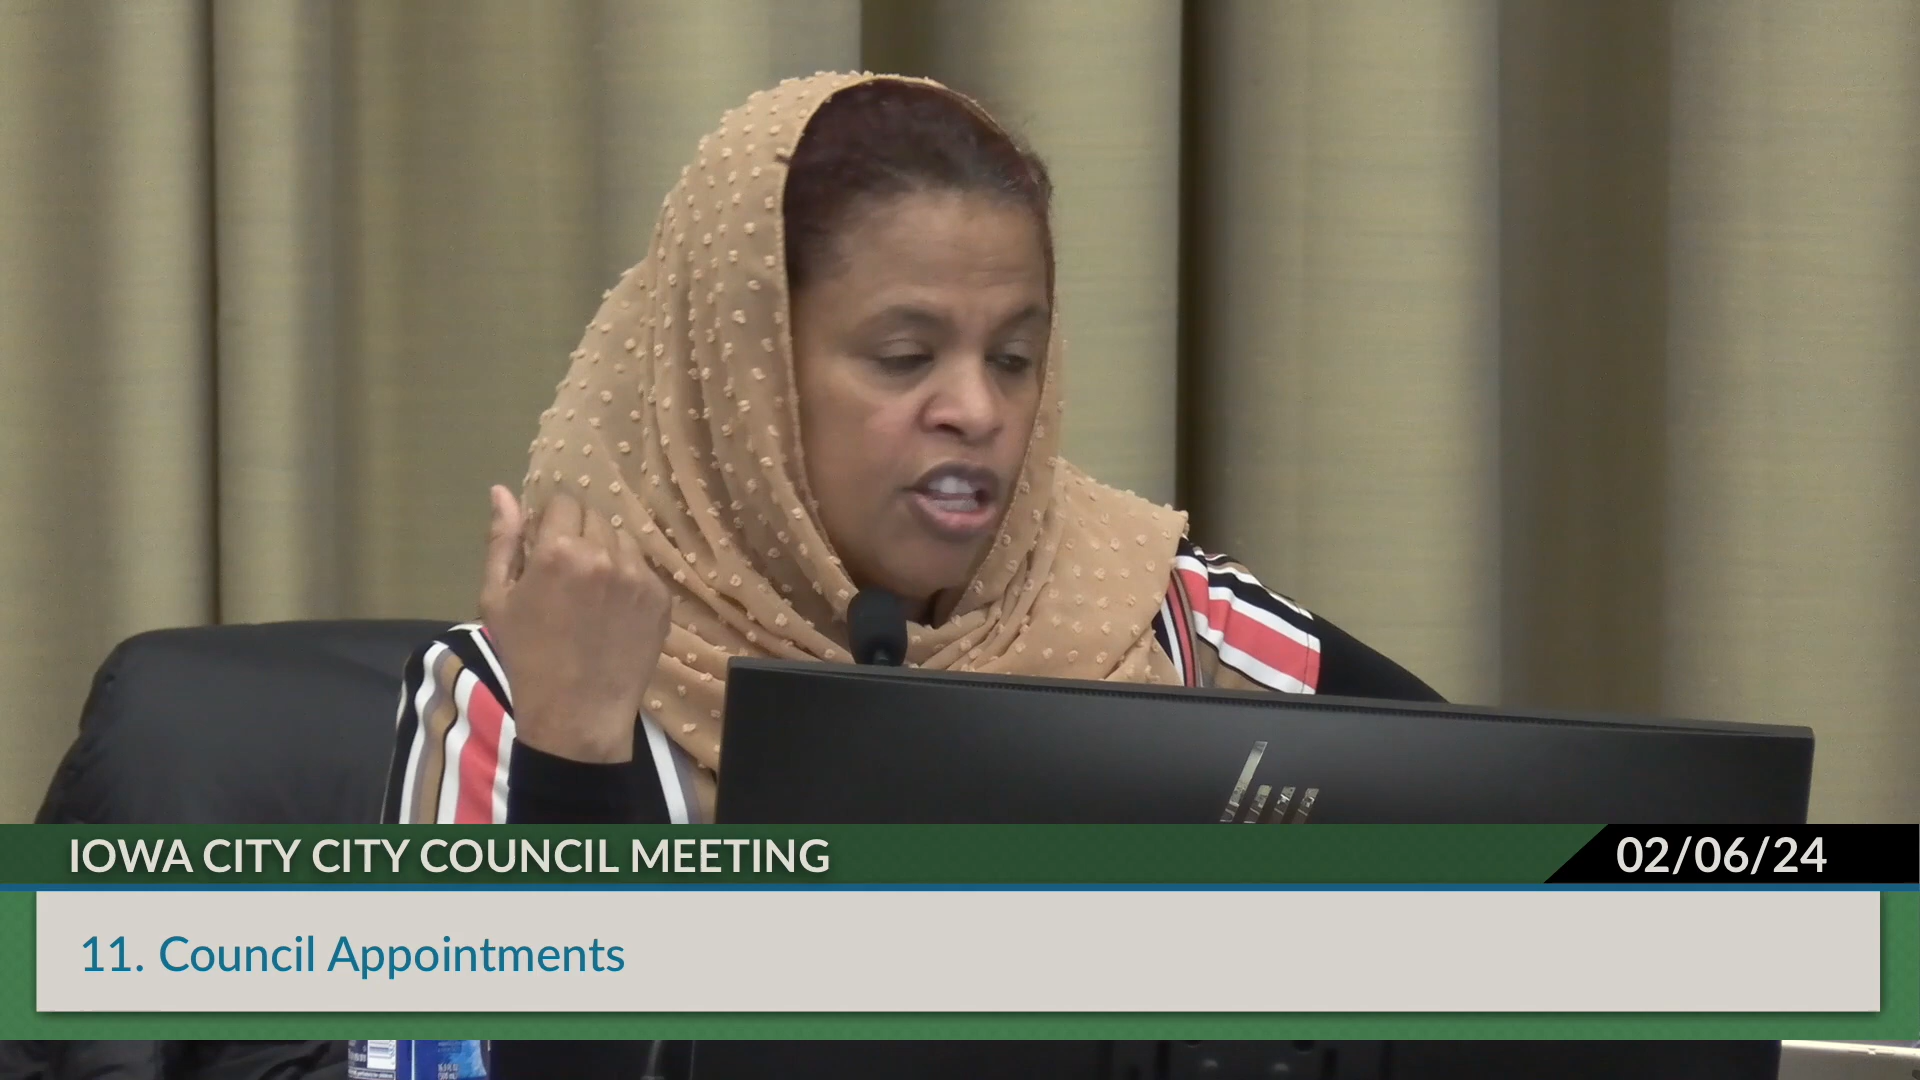 IOWA CITY CITY COUNCIL MEETING
02/06/24
11. Council Appointments